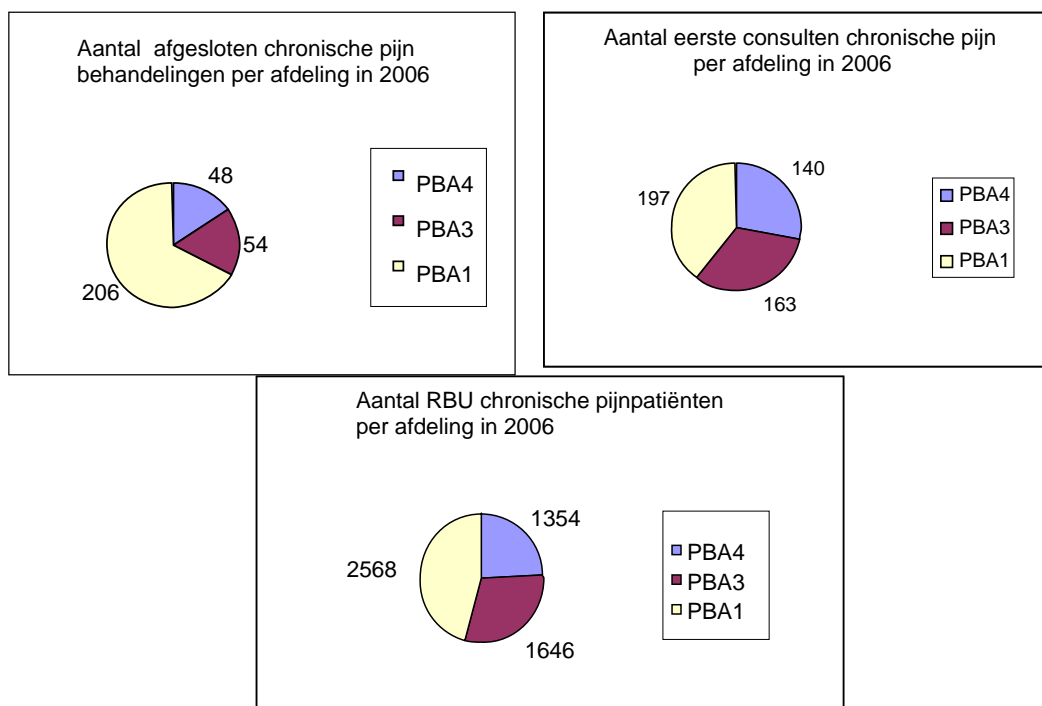 Aantal afgesloten chronische pijn
behandelingen per afdeling in 2006
48
54
206
PBA4
PBA3
PBA1
Aantal eerste consulten chronische pijn
per afdeling in 2006
140
197
163
PBA4
PBA3
PBA1
Aantal RBU chronische pijnpatiënten
per afdeling in 2006
1354
2568
1646
PBA4
PBA3
PBA1